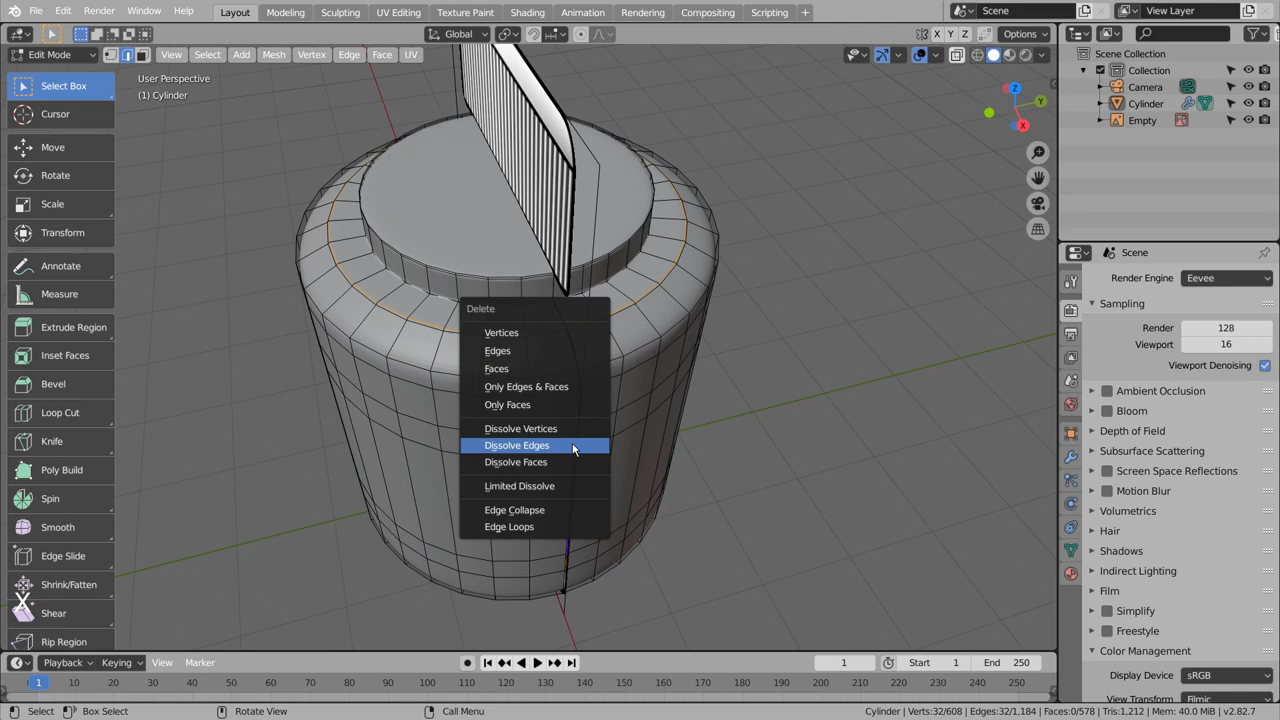 File Edit Render Window Help Layout Modeling Sculpting UV Editing Texture Paint Shading Animation Rendering Compositing Scripting + Scene View Layer
Global X Y Z Options
Edit Mode View Select Add Mesh Vertex Edge Face UV
User Perspective
(1) Cylinder
Select Box
Cursor
Move
Rotate
Scale
Transform
Annotate
Measure
Extrude Region
Inset Faces
Bevel
Loop Cut
Knife
Poly Build
Spin
Smooth
Edge Slide
Shrink/Fatten
X
Shear
Rip Region
Z
Y
X
Delete
Vertices
Edges
Faces
Only Edges & Faces
Only Faces
Dissolve Vertices
Dissolve Edges
Dissolve Faces
Limited Dissolve
Edge Collapse
Edge Loops
Scene Collection
Collection
Camera
Cylinder
Empty
Scene
Render Engine Eevee
Sampling
Render 128
Viewport 16
Viewport Denoising
Ambient Occlusion
Bloom
Depth of Field
Subsurface Scattering
Screen Space Reflections
Motion Blur
Volumetrics
Hair
Shadows
Indirect Lighting
Film
Simplify
Freestyle
Color Management
Display Device sRGB
View Transform Filmic
Playback Keying View Marker 1 Start 1 End 250
1 10 20 30 40 50 60 70 80 90 100 110 120 130 140 150 160 170 180 190 200 210 220 230 240 250
Select Box Select Rotate View Call Menu Cylinder | Verts:32/608 | Edges:32/1,184 | Faces:0/578 | Tris:1,212 | Mem: 40.0 MiB | v2.82.7